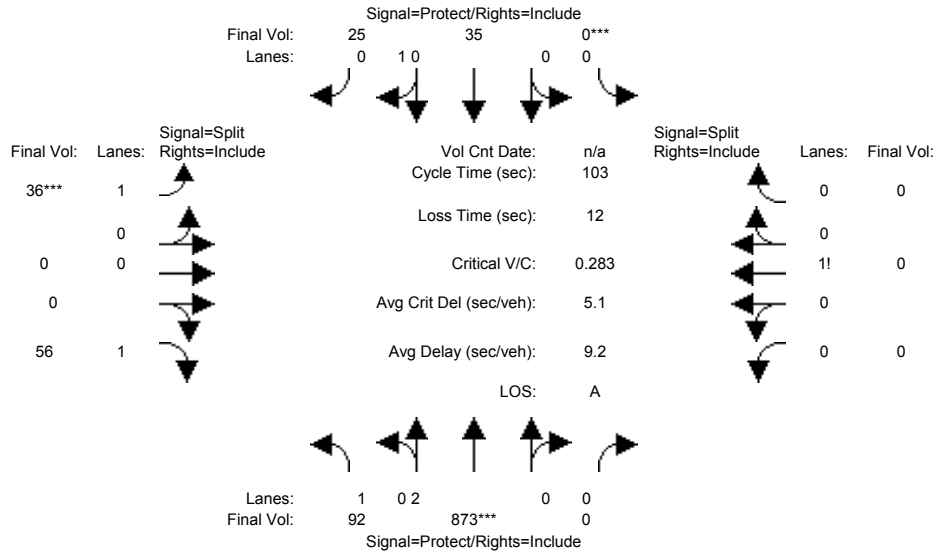 Signal=Protect/Rights=Include
Final Vol: 25 35 0***
Lanes: 0 1 0 0 0
Signal=Split Signal=Split
Final Vol: Lanes: Rights=Include Vol Cnt Date: n/a Rights=Include Lanes: Final Vol:
Cycle Time (sec): 103
36*** 1 0 0
Loss Time (sec): 12
0 0
0 0 Critical V/C: 0.283 1! 0
0 Avg Crit Del (sec/veh): 5.1 0
56 1 Avg Delay (sec/veh): 9.2 0 0
LOS: A
Lanes: 1 0 2 0 0
Final Vol: 92 873*** 0
Signal=Protect/Rights=Include